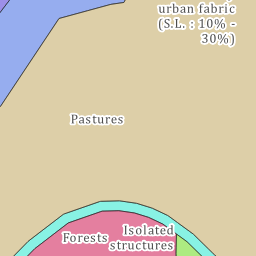 urban fabric
(S.L. : 10% -
30%)
Pastures
Isolated
structures
Forests